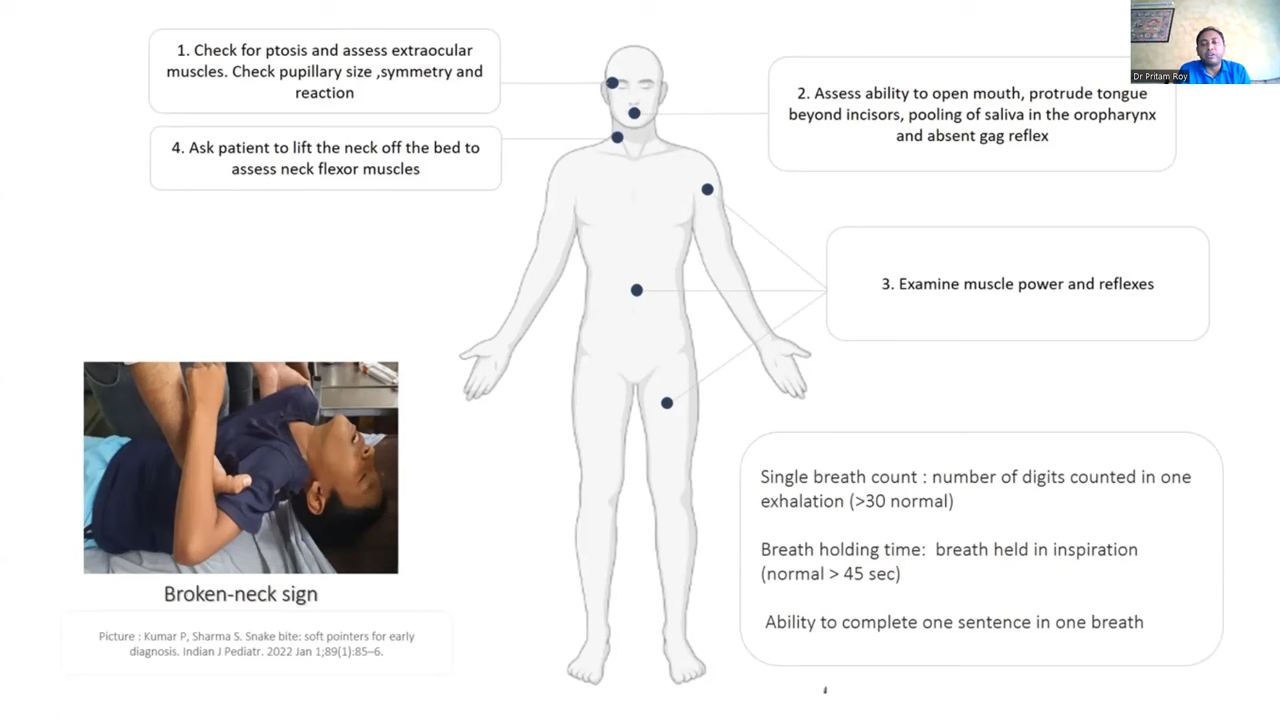 1. Check for ptosis and assess extraocular
muscles. Check pupillary size ,symmetry and
reaction
4. Ask patient to lift the neck off the bed to
assess neck flexor muscles
Dr Pritam Roy
2. Assess ability to open mouth, protrude tongue
beyond incisors, pooling of saliva in the oropharynx
and absent gag reflex
3. Examine muscle power and reflexes
Broken-neck sign
Picture : Kumar P, Sharma S. Snake bite: soft pointers for early
diagnosis. Indian J Pediatr. 2022 Jan 1;89(1):85–6.
Single breath count : number of digits counted in one
exhalation (>30 normal)
Breath holding time:  breath held in inspiration
(normal > 45 sec)
Ability to complete one sentence in one breath